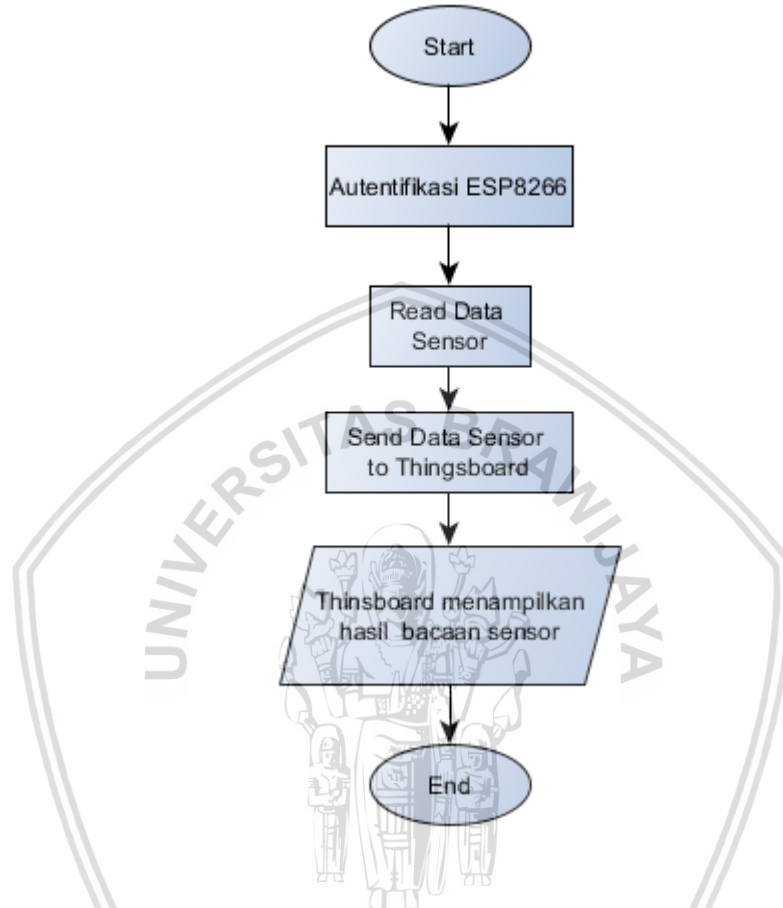 Start
Autentifikasi ESP8266
Read Data
Sensor
Send Data Sensor
to Thingsboard
Thinsboard menampilkan
hasil bacaan sensor
End
UNIVERSITAS BRAWIJAYA